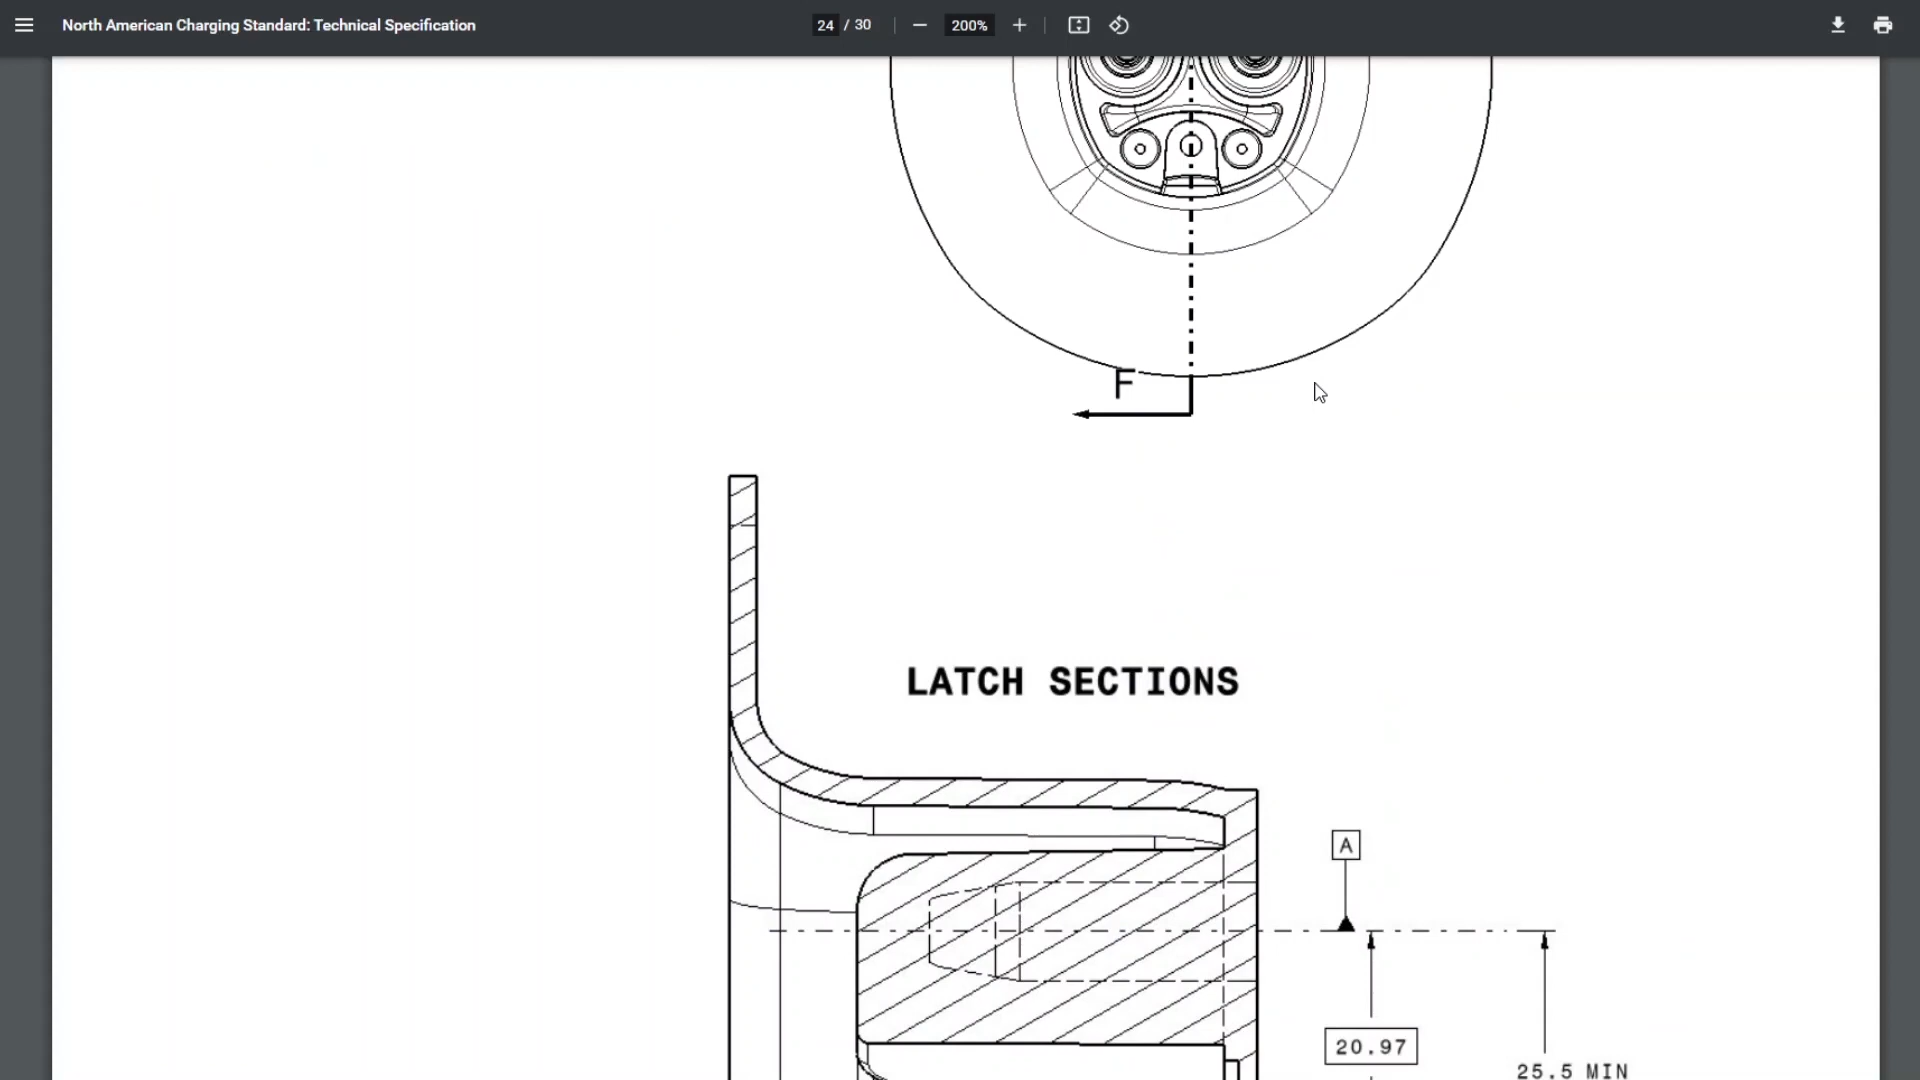 North American Charging Standard: Technical Specification
24 / 30
200%
F
LATCH SECTIONS
A
20.97
25.5 MIN